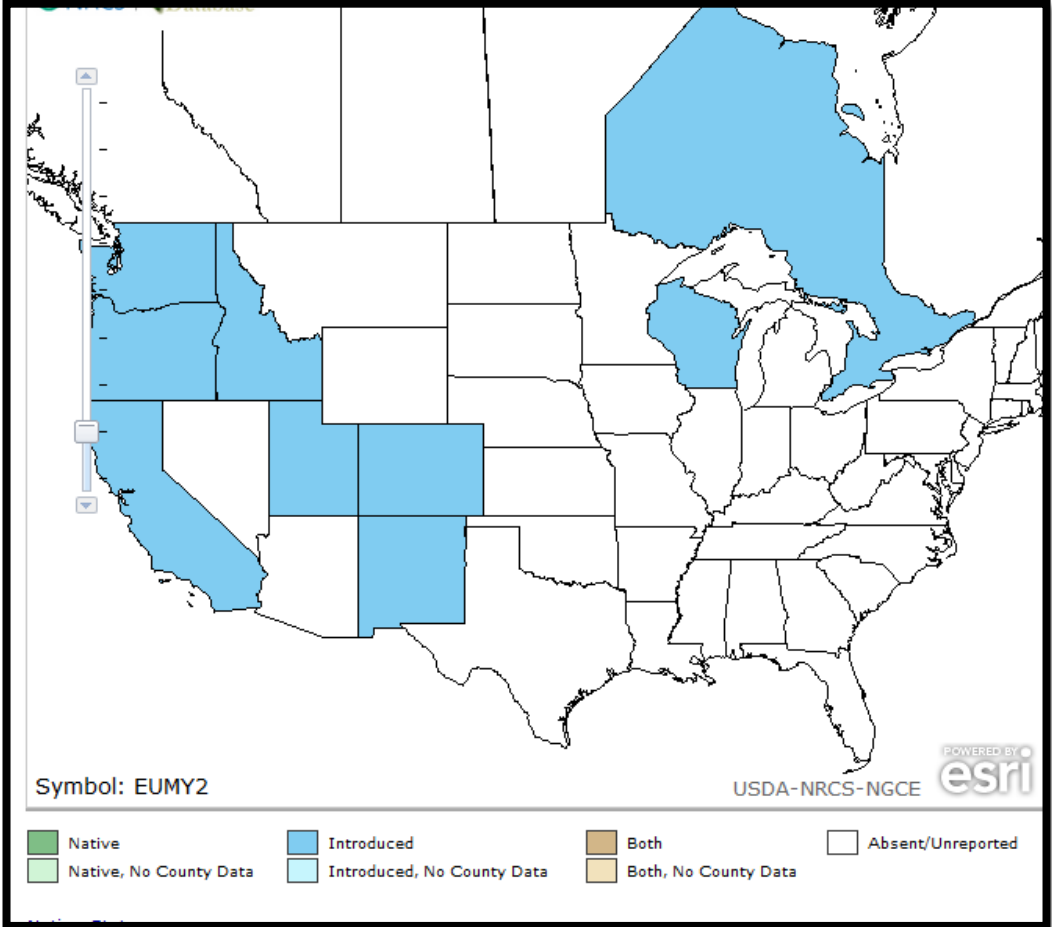 Database
POWERED BY
esri
Symbol: EUMY2
USDA-NRCS-NGCE
Native
Introduced
Both
Absent/Unreported
Native, No County Data
Introduced, No County Data
Both, No County Data